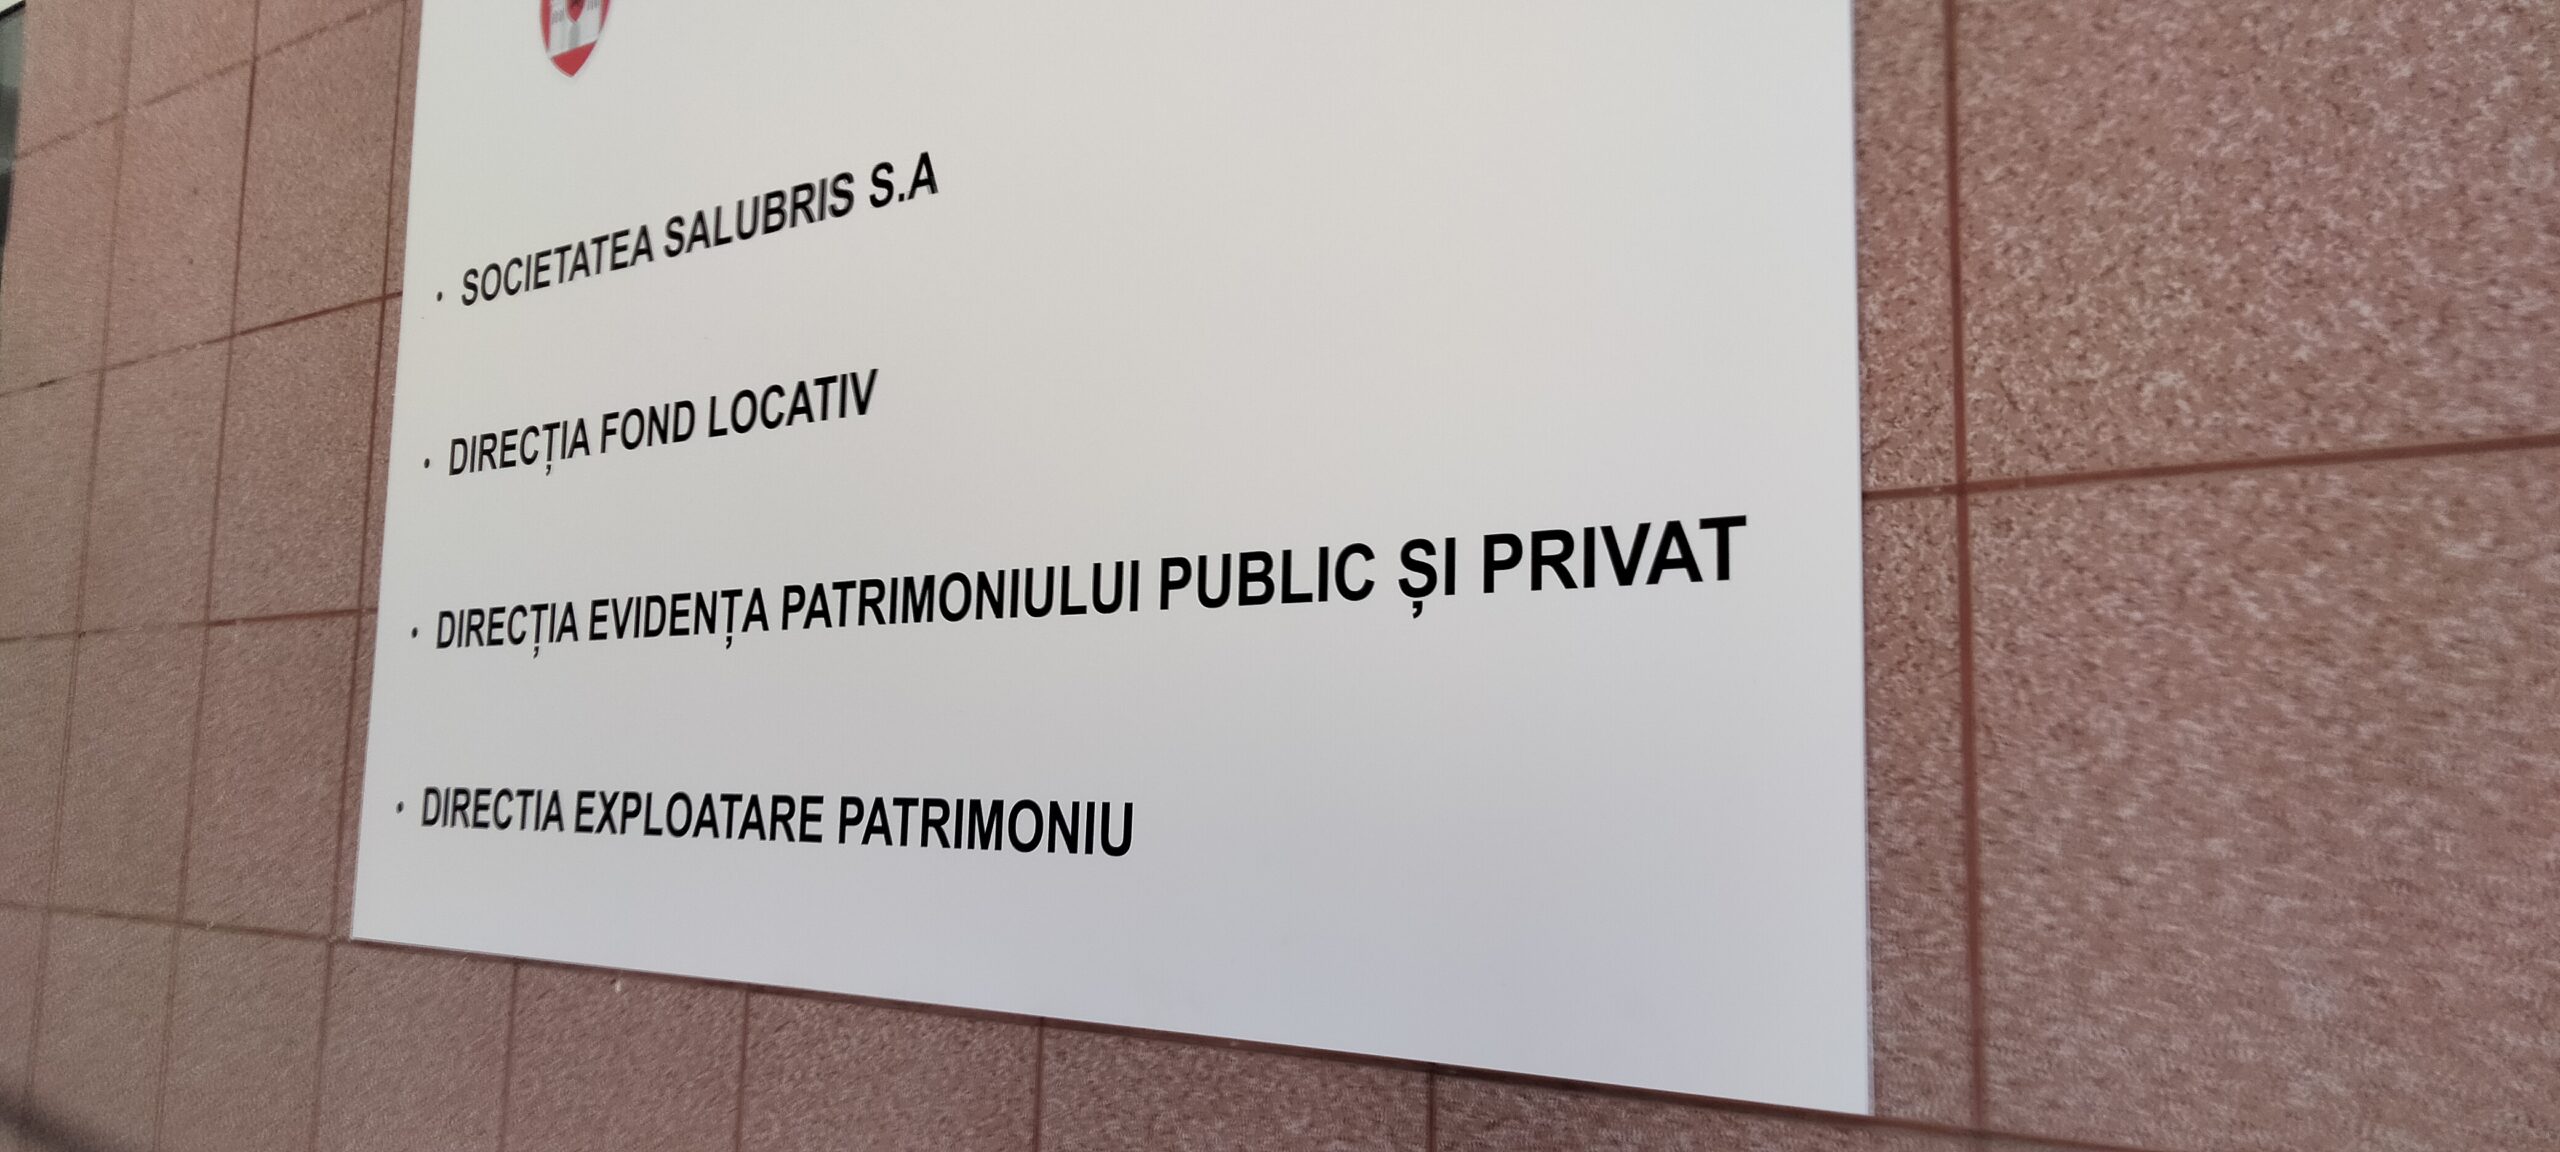 · SOCIETATEA SALUBRIS S.A
· DIRECȚIA FOND LOCATIV
· DIRECȚIA EVIDENȚA PATRIMONIULUI PUBLIC ȘI PRIVAT
· DIRECTIA EXPLOATARE PATRIMONIU